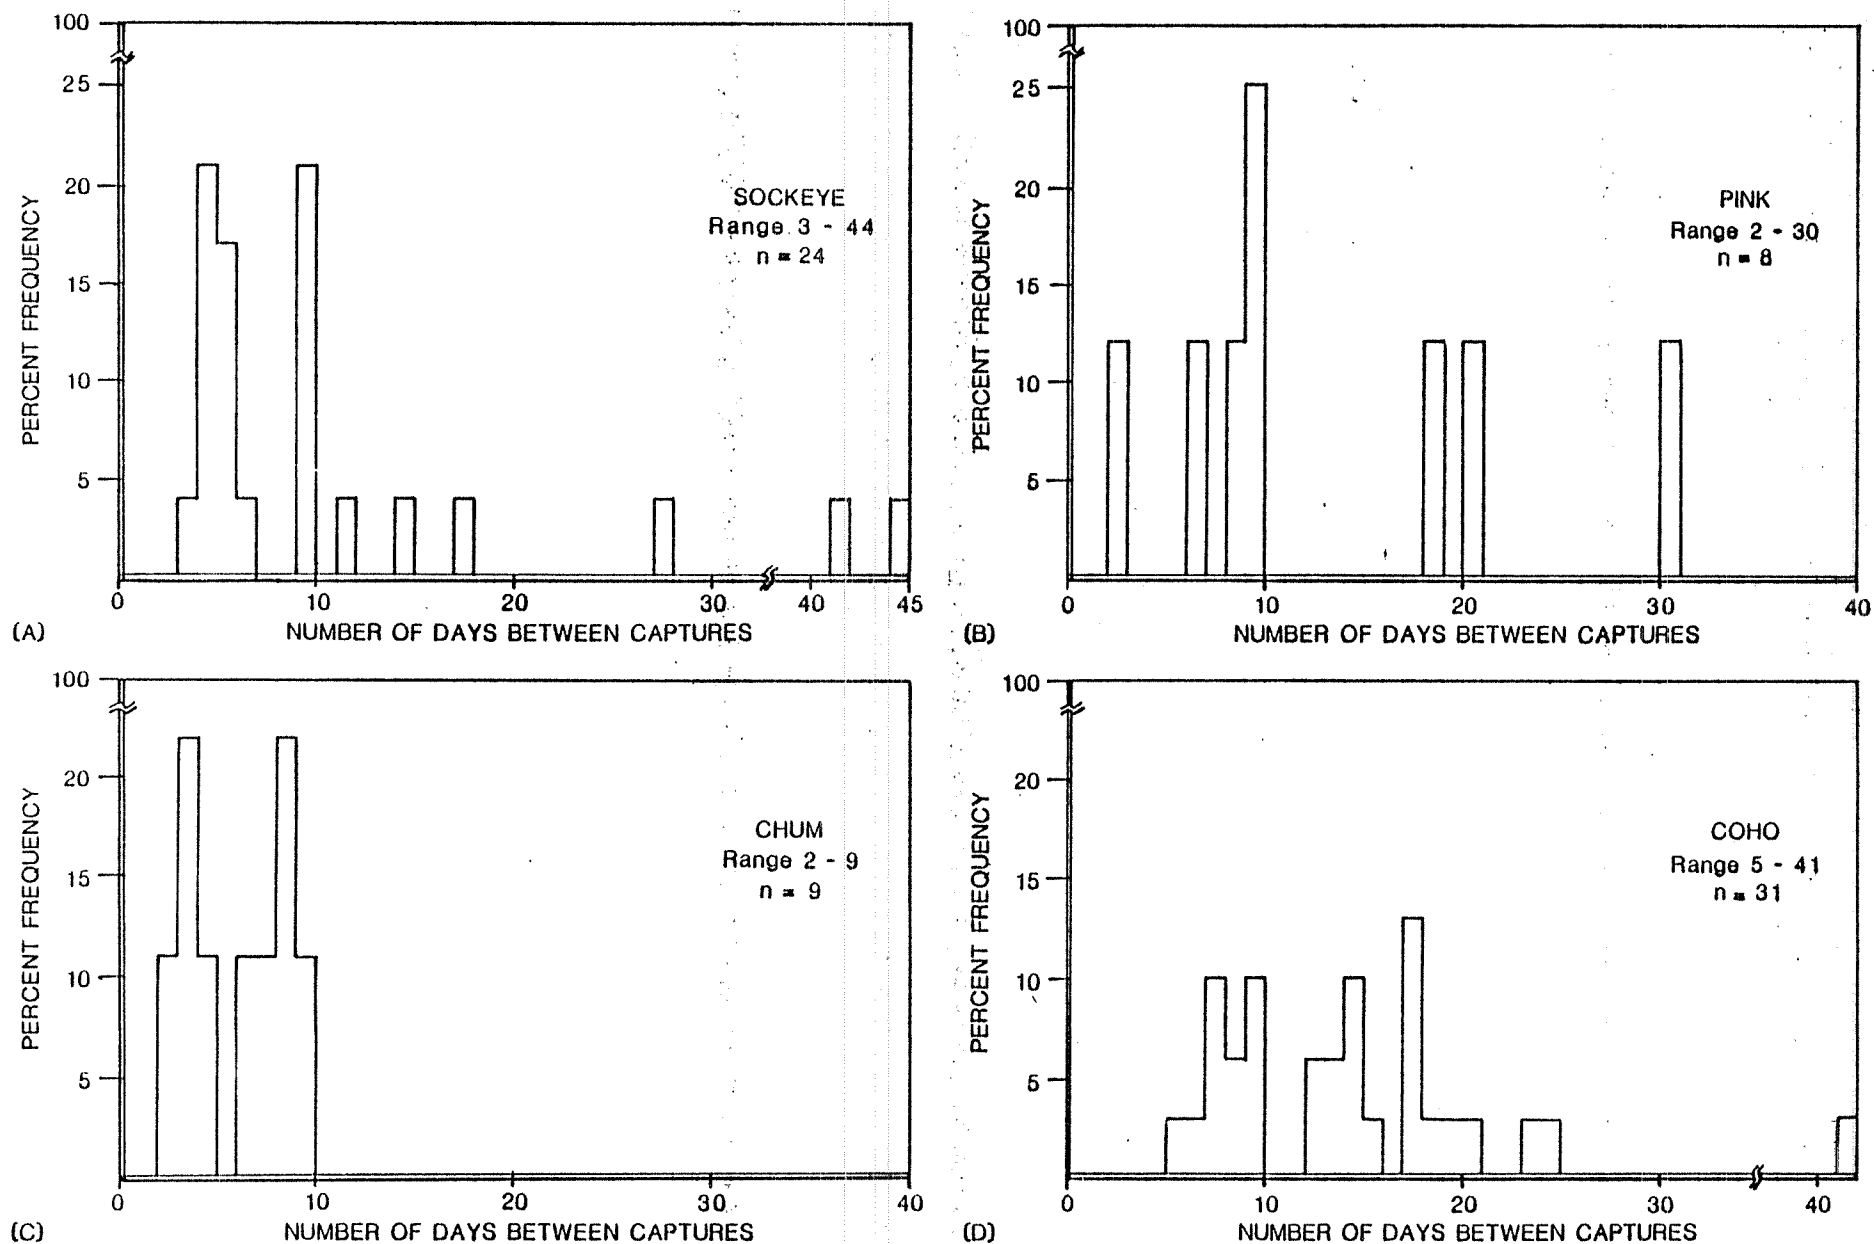 100
25
20
15
10
5
PERCENT FREQUENCY
SOCKEYE
Range 3 - 44
n = 24
0 10 20 30 40 45
(A)
NUMBER OF DAYS BETWEEN CAPTURES
100
25
20
15
10
5
PERCENT FREQUENCY
PINK
Range 2 - 30
n = 8
0 10 20 30 40
(B)
NUMBER OF DAYS BETWEEN CAPTURES
100
20
15
10
5
PERCENT FREQUENCY
CHUM
Range 2 - 9
n = 9
0 10 20 30 40
(C)
NUMBER OF DAYS BETWEEN CAPTURES
100
20
15
10
5
PERCENT FREQUENCY
COHO
Range 5 - 41
n = 31
0 10 20 30 40
(D)
NUMBER OF DAYS BETWEEN CAPTURES